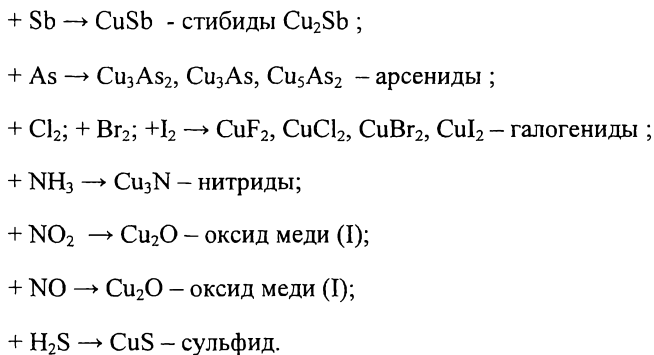 + Sb → CuSb - стибиды Cu₂Sb ;
+ As → Cu₃As₂, Cu₃As, Cu₅As₂ – арсениды ;
+ Cl₂; + Br₂; +I₂ → CuF₂, CuCl₂, CuBr₂, CuI₂ – галогениды ;
+ NH₃ → Cu₃N – нитриды;
+ NO₂ → Cu₂O – оксид меди (I);
+ NO → Cu₂O – оксид меди (I);
+ H₂S → CuS – сульфид.